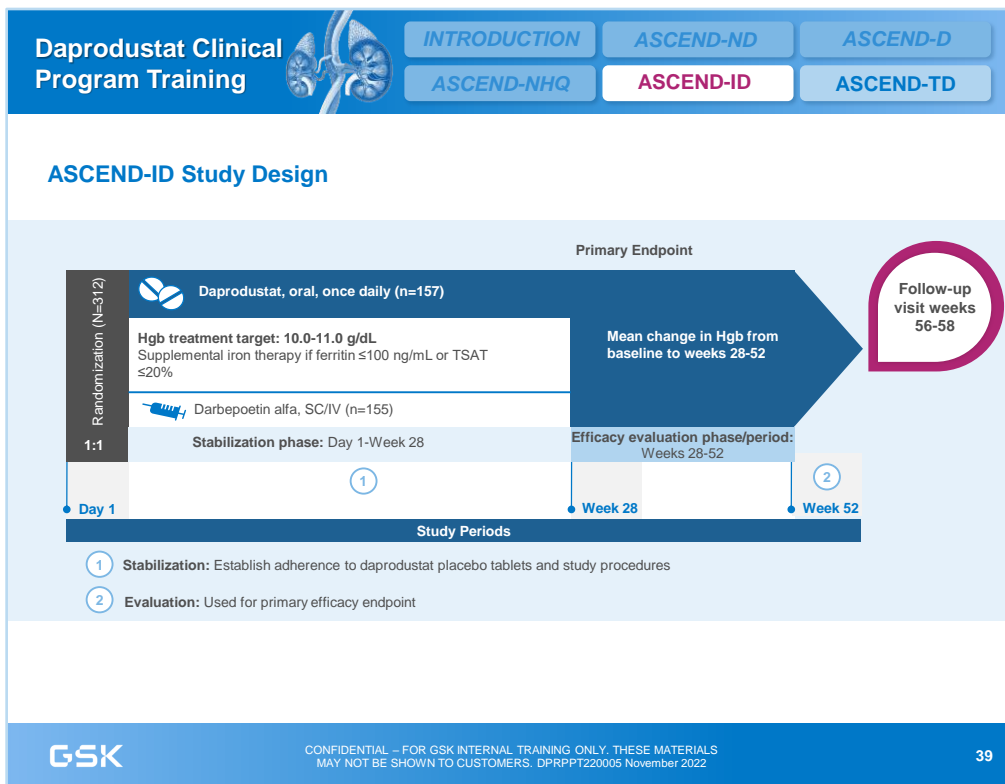 Daprodustat Clinical
Program Training
INTRODUCTION
ASCEND-ND
ASCEND-D
ASCEND-NHQ
ASCEND-ID
ASCEND-TD
ASCEND-ID Study Design
Primary Endpoint
Randomization (N=312)
1:1
Daprodustat, oral, once daily (n=157)
Hgb treatment target: 10.0-11.0 g/dL
Supplemental iron therapy if ferritin ≤100 ng/mL or TSAT
≤20%
Darbepoetin alfa, SC/IV (n=155)
Mean change in Hgb from
baseline to weeks 28-52
Follow-up
visit weeks
56-58
Stabilization phase: Day 1-Week 28
Efficacy evaluation phase/period:
Weeks 28-52
1
2
Day 1
Week 28
Week 52
Study Periods
1 Stabilization: Establish adherence to daprodustat placebo tablets and study procedures
2 Evaluation: Used for primary efficacy endpoint
GSK
CONFIDENTIAL – FOR GSK INTERNAL TRAINING ONLY. THESE MATERIALS
MAY NOT BE SHOWN TO CUSTOMERS. DPRPPT220005 November 2022
39